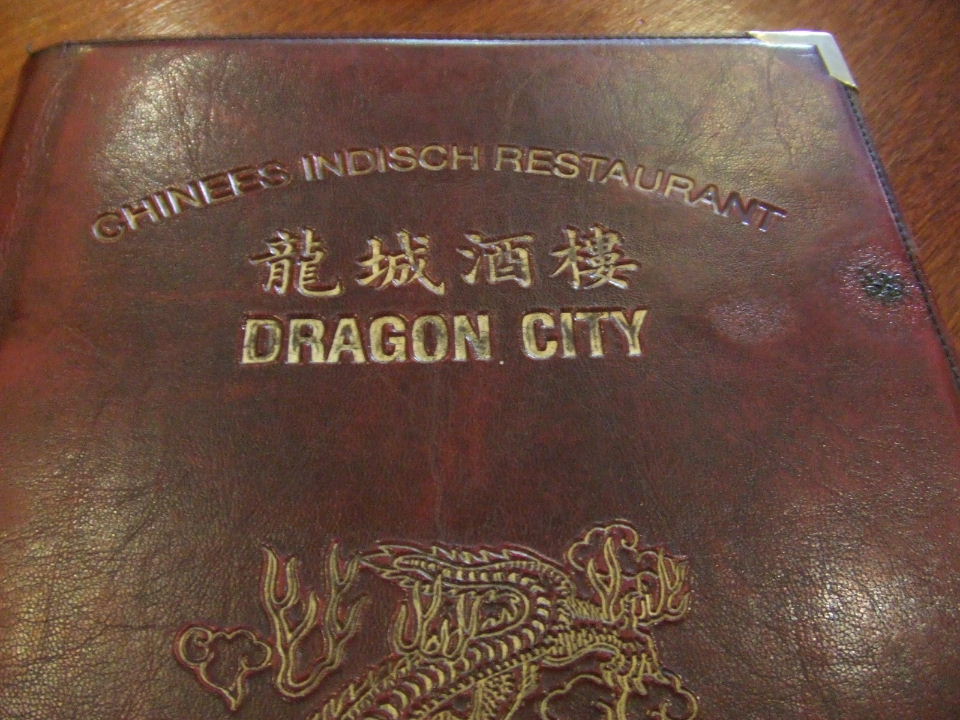 CHINEES INDISCH RESTAURANT
龍城酒樓
DRAGON CITY